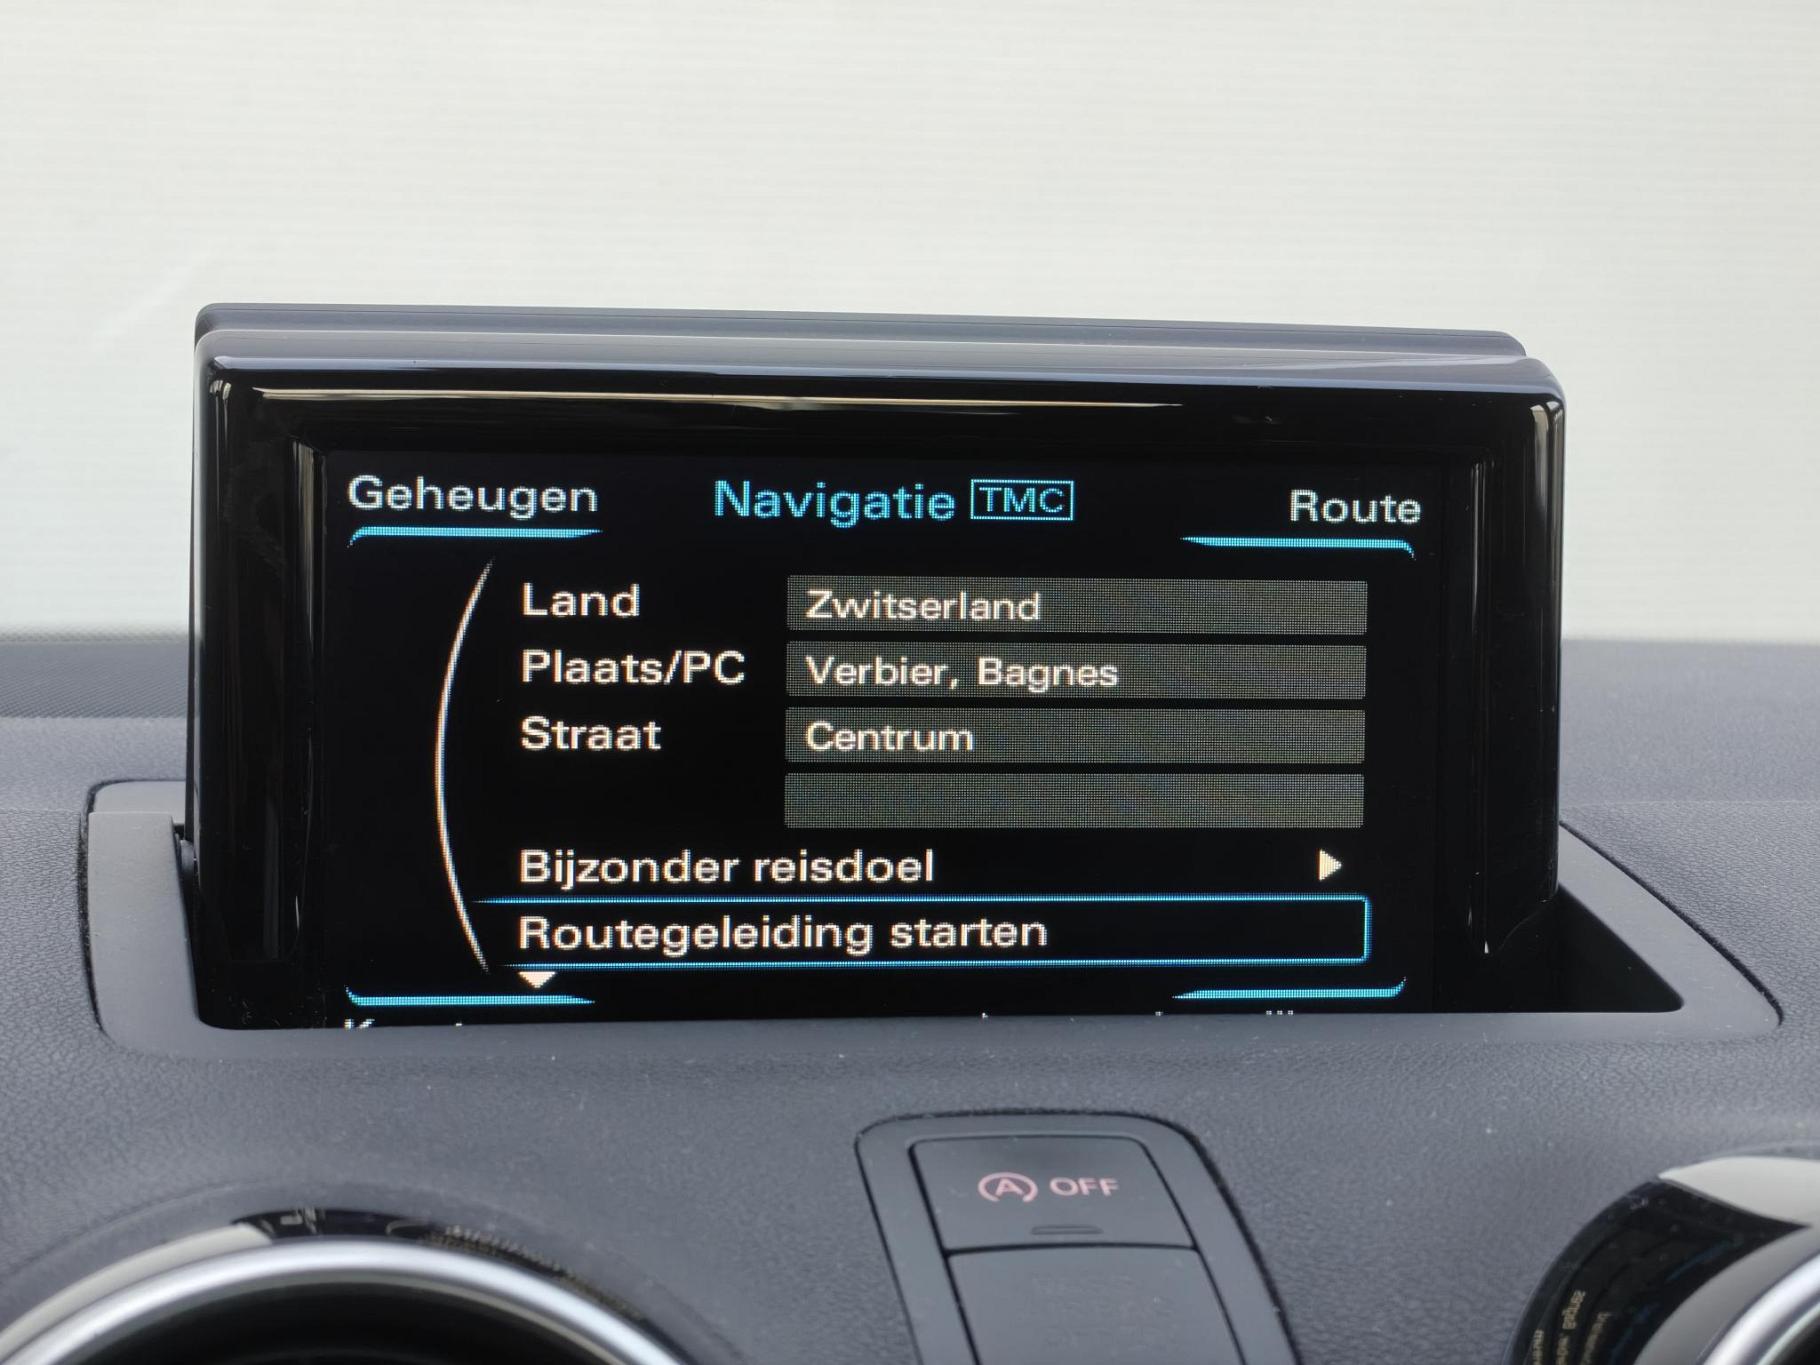 Geheugen Navigatie TMC Route
Land Zwitserland
Plaats/PC Verbier, Bagnes
Straat Centrum
Bijzonder reisdoel
Routegeleiding starten
A OFF